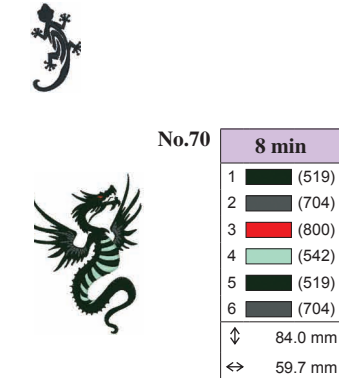 No.70
8 min
1 (519)
2 (704)
3 (800)
4 (542)
5 (519)
6 (704)
↕ 84.0 mm
↔ 59.7 mm